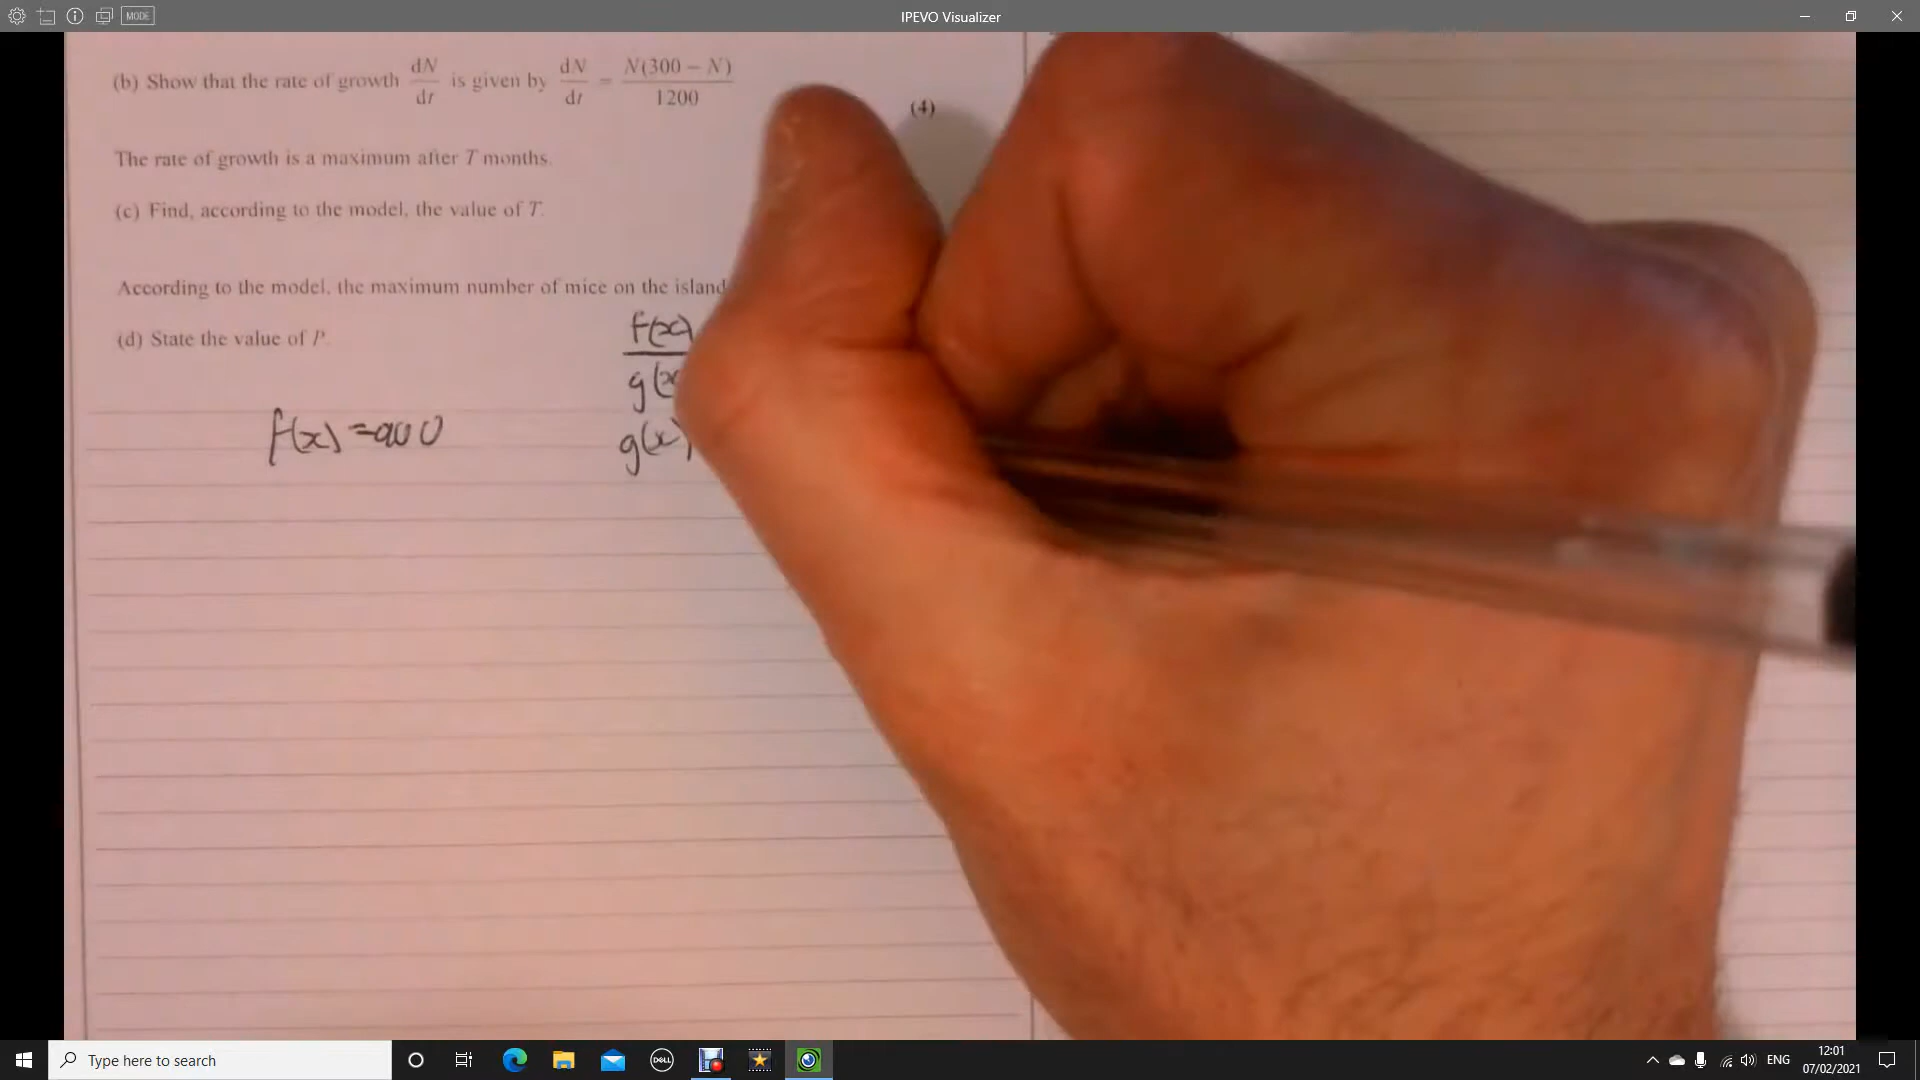 MODE
IPEVO Visualizer
(b) Show that the rate of growth dN/dt is given by dN/dt = N(300 – N)/1200
(4)
The rate of growth is a maximum after T months.
(c) Find, according to the model, the value of T.
According to the model, the maximum number of mice on the island
(d) State the value of P.
f(x)
g(x
f(x) = 900
g(x)
Type here to search
DELL
ENG
12:01
07/02/2021